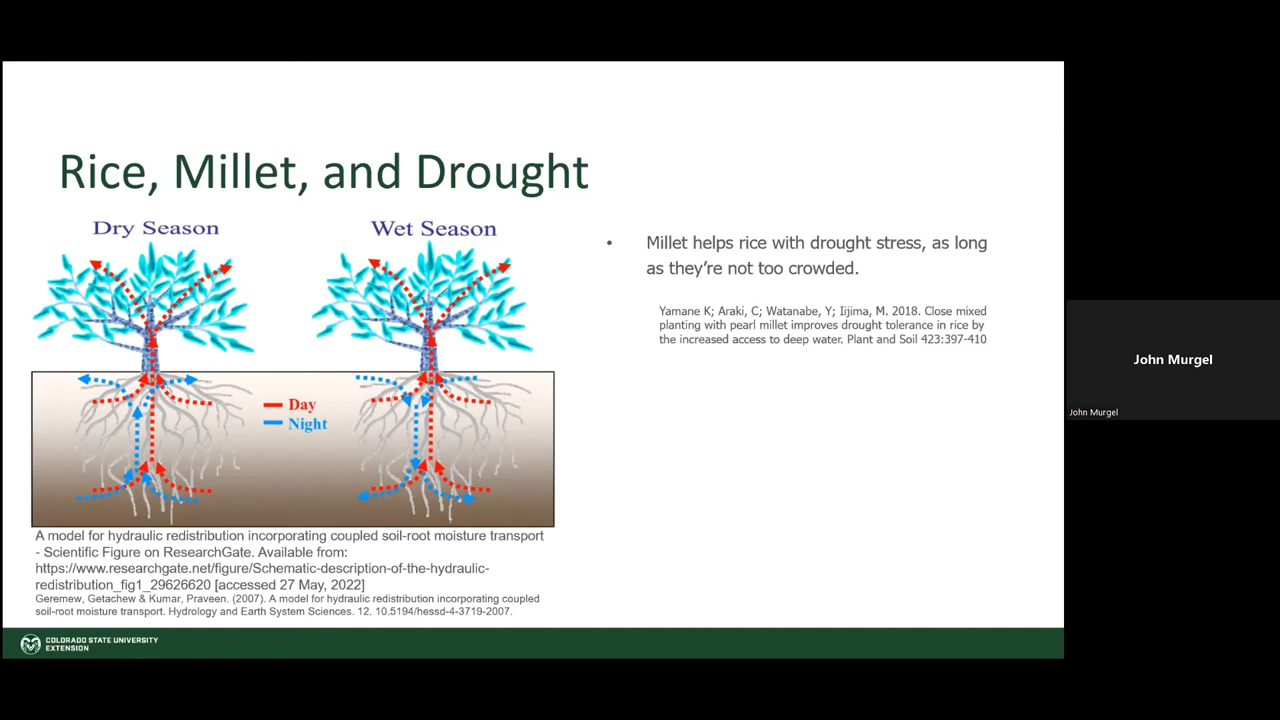 Rice, Millet, and Drought
Dry Season
Wet Season
Day
Night
A model for hydraulic redistribution incorporating coupled soil-root moisture transport
- Scientific Figure on ResearchGate. Available from:
https://www.researchgate.net/figure/Schematic-description-of-the-hydraulic-
redistribution_fig1_29626620 [accessed 27 May, 2022]
Geremew, Getachew & Kumar, Praveen. (2007). A model for hydraulic redistribution incorporating coupled
soil-root moisture transport. Hydrology and Earth System Sciences. 12. 10.5194/hessd-4-3719-2007.
• Millet helps rice with drought stress, as long
as they’re not too crowded.
Yamane K; Araki, C; Watanabe, Y; Iijima, M. 2018. Close mixed
planting with pearl millet improves drought tolerance in rice by
the increased access to deep water. Plant and Soil 423:397-410
COLORADO STATE UNIVERSITY
EXTENSION
John Murgel
John Murgel